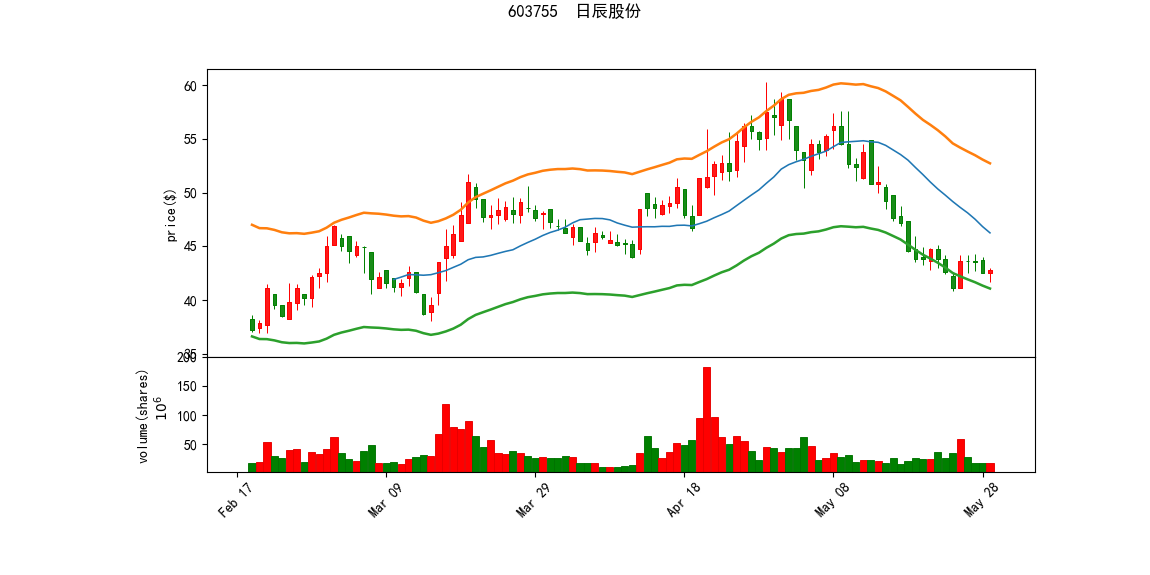 603755 日辰股份
price($)
60
55
50
45
40
35
volume(shares)
10^6
200
150
100
50
Feb 17
Mar 09
Mar 29
Apr 18
May 08
May 28